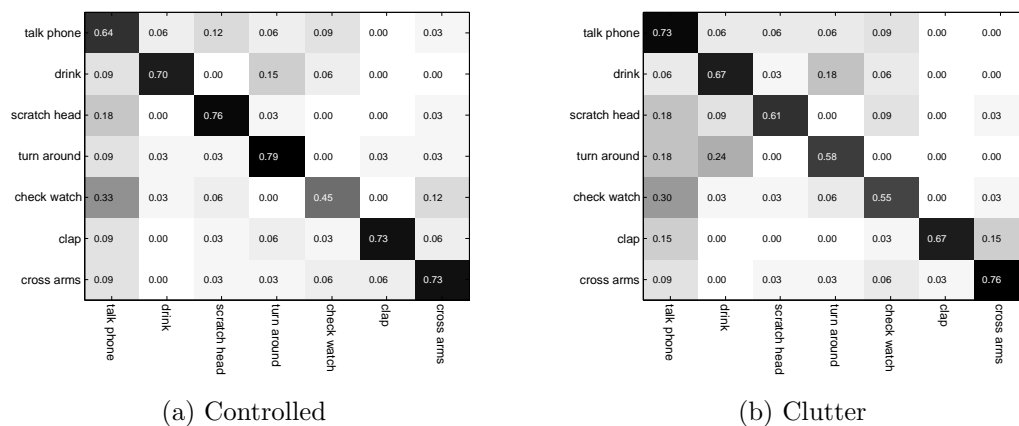 talk phone 0.64 0.06 0.12 0.06 0.09 0.00 0.03
drink 0.09 0.70 0.00 0.15 0.06 0.00 0.00
scratch head 0.18 0.00 0.76 0.03 0.00 0.00 0.03
turn around 0.09 0.03 0.03 0.79 0.00 0.03 0.03
check watch 0.33 0.03 0.06 0.00 0.45 0.00 0.12
clap 0.09 0.00 0.03 0.06 0.03 0.73 0.06
cross arms 0.09 0.00 0.03 0.03 0.06 0.06 0.73
talk phone drink scratch head turn around check watch clap cross arms
(a) Controlled
talk phone 0.73 0.06 0.06 0.06 0.09 0.00 0.00
drink 0.06 0.67 0.03 0.18 0.06 0.00 0.00
scratch head 0.18 0.09 0.61 0.00 0.09 0.00 0.03
turn around 0.18 0.24 0.00 0.58 0.00 0.00 0.00
check watch 0.30 0.03 0.03 0.06 0.55 0.00 0.03
clap 0.15 0.00 0.00 0.00 0.03 0.67 0.15
cross arms 0.09 0.00 0.03 0.03 0.06 0.03 0.76
talk phone drink scratch head turn around check watch clap cross arms
(b) Clutter